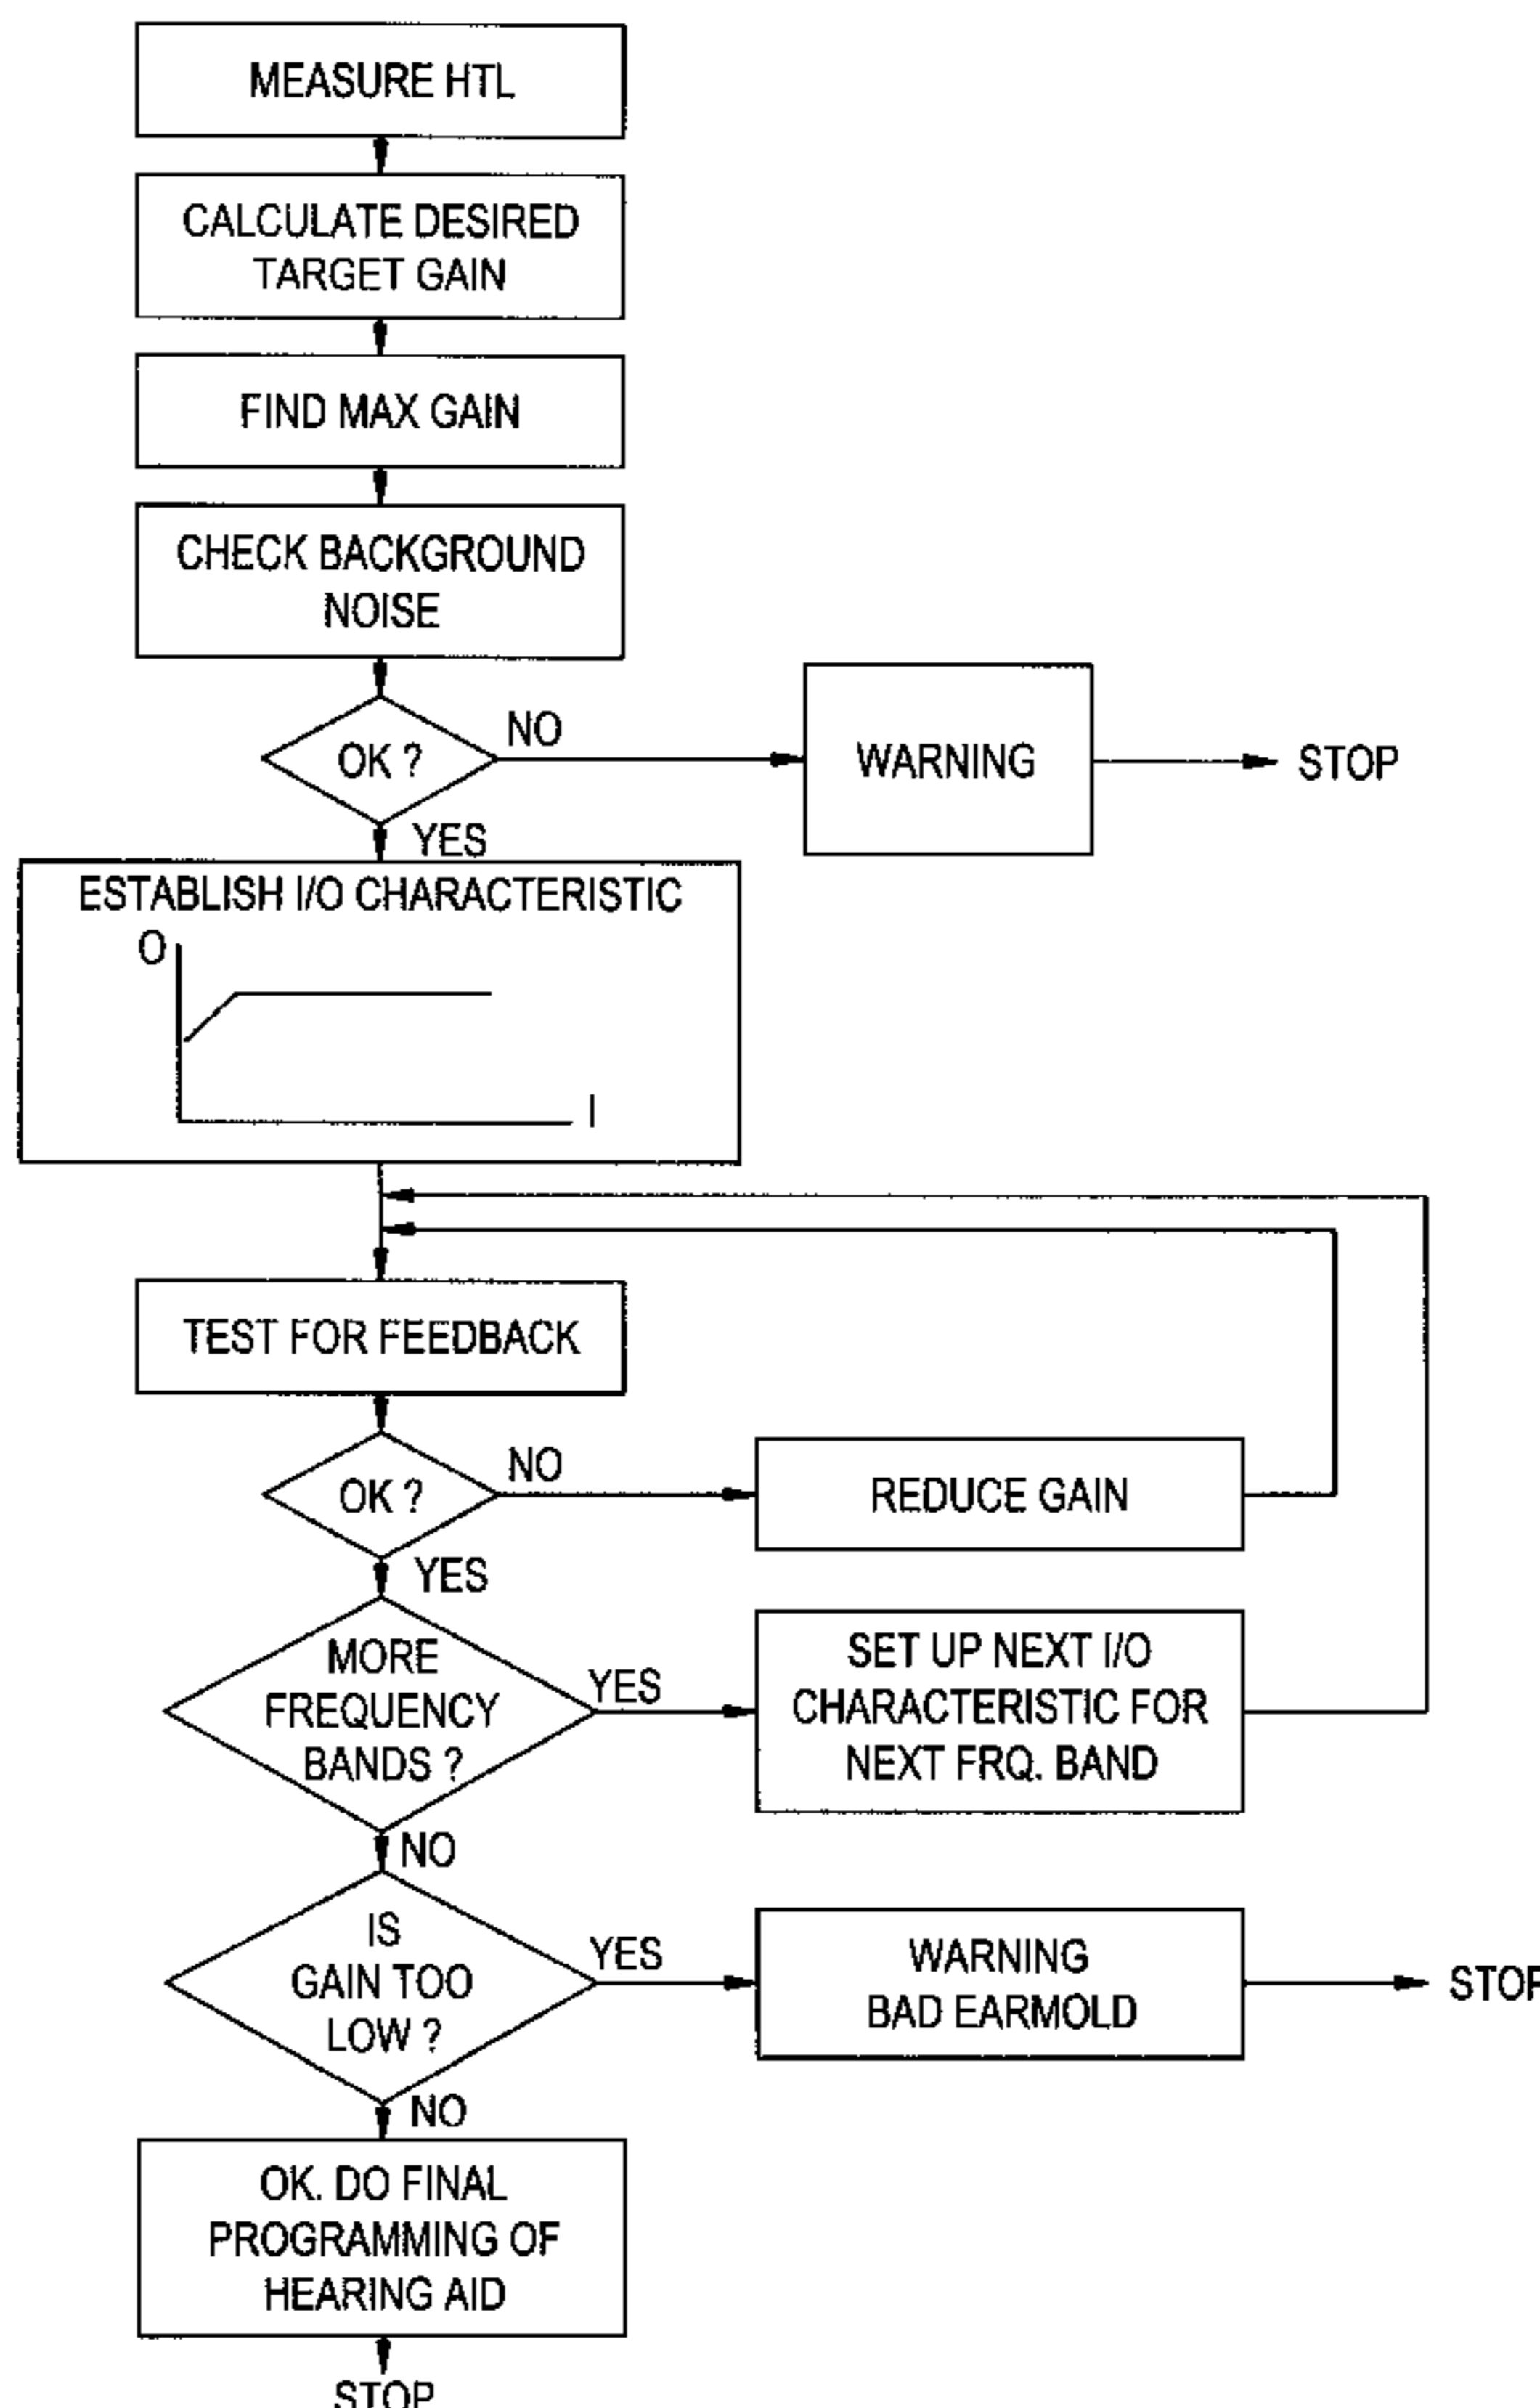 MEASURE HTL
CALCULATE DESIRED
TARGET GAIN
FIND MAX GAIN
CHECK BACKGROUND
NOISE
OK ?
NO
WARNING
STOP
YES
ESTABLISH I/O CHARACTERISTIC
O
I
TEST FOR FEEDBACK
OK ?
NO
REDUCE GAIN
YES
MORE
FREQUENCY
BANDS ?
YES
SET UP NEXT I/O
CHARACTERISTIC FOR
NEXT FRQ. BAND
NO
IS
GAIN TOO
LOW ?
YES
WARNING
BAD EARMOLD
STOP
NO
OK. DO FINAL
PROGRAMMING OF
HEARING AID
STOP